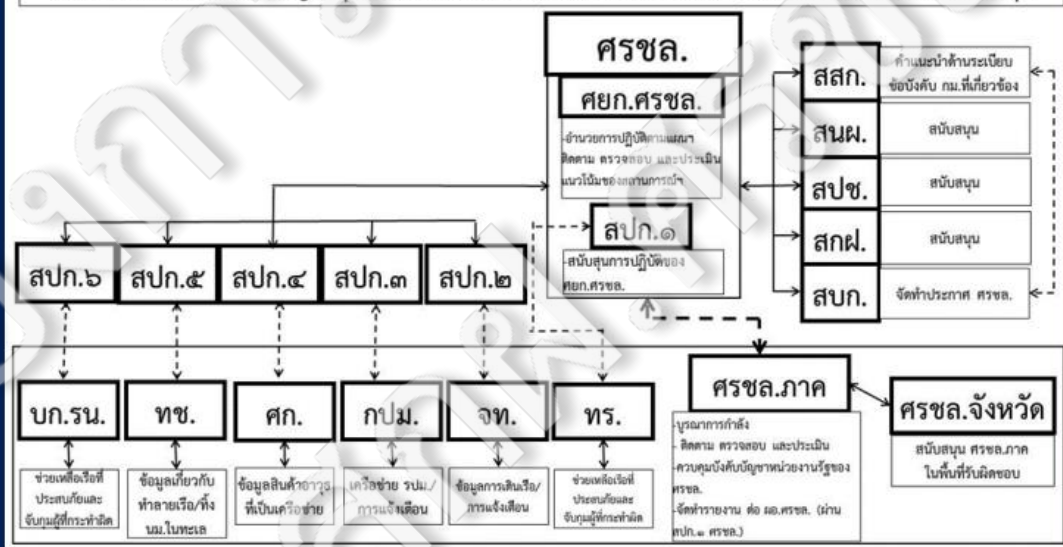 ศรชล.
ศยก.ศรชล.
-อำนวยการปฏิบัติตามแผนฯ
ติดตาม ตรวจสอบ และประเมิน
แนวโน้มของสถานการณ์ฯ
สปก.๑
-สนับสุนการปฏิบัติของ
ศยก.ศรชล.
สสก.
คำแนะนำด้านระเบียบ
ข้อบังคับ กม.ที่เกี่ยวข้อง
สนผ.
สนับสนุน
สปช.
สนับสนุน
สกฝ.
สนับสนุน
สบก.
จัดทำประกาศ ศรชล.
สปก.๖
สปก.๕
สปก.๔
สปก.๓
สปก.๒
บก.รน.
ทช.
ศก.
กปม.
จท.
ทร.
ช่วยเหลือเรือที่
ประสบภัยและ
จับกุมผู้ที่กระทำผิด
ข้อมูลเกี่ยวกับ
ทำลายเรือ/ทิ้ง
นม.ในทะเล
ข้อมูลสินค้าอาวุธ
ที่เป็นเครือข่าย
เครือข่าย รปม./
การแจ้งเตือน
ข้อมูลการเดินเรือ/
การแจ้งเตือน
ช่วยเหลือเรือที่
ประสบภัยและ
จับกุมผู้ที่กระทำผิด
ศรชล.ภาค
-บูรณาการกำลัง
- ติดตาม ตรวจสอบ และประเมิน
-ควบคุมบังคับบัญชาหน่วยงานรัฐของ
ศรชล.
-จัดทำรายงาน ต่อ ผอ.ศรชล. (ผ่าน
สปก.๑ ศรชล.)
ศรชล.จังหวัด
สนับสนุน ศรชล.ภาค
ในพื้นที่รับผิดชอบ